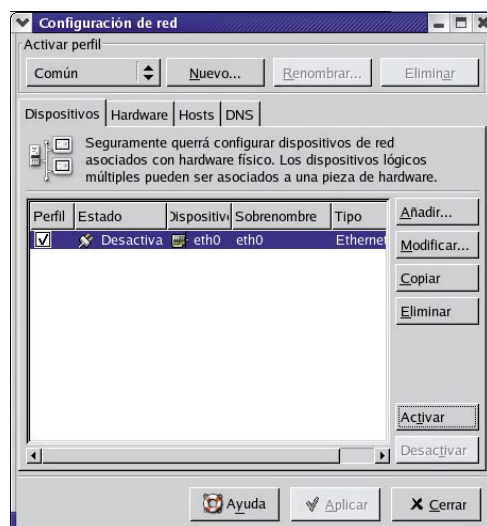 Configuración de red
Activar perfil
Común Nuevo... Renombrar... Eliminar
Dispositivos Hardware Hosts DNS
Seguramente querrá configurar dispositivos de red
asociados con hardware físico. Los dispositivos lógicos
múltiples pueden ser asociados a una pieza de hardware.
Perfil Estado Dispositivo Sobrenombre Tipo
Desactiva eth0 eth0 Ethernet
Añadir...
Modificar...
Copiar
Eliminar
Activar
Desactivar
Ayuda Aplicar Cerrar